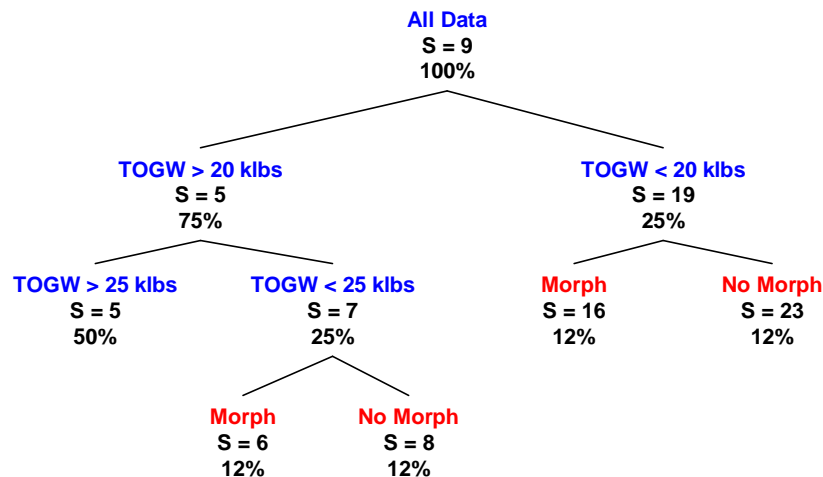 All Data
S = 9
100%
TOGW > 20 klbs
S = 5
75%
TOGW < 20 klbs
S = 19
25%
TOGW > 25 klbs
S = 5
50%
TOGW < 25 klbs
S = 7
25%
Morph
S = 16
12%
No Morph
S = 23
12%
Morph
S = 6
12%
No Morph
S = 8
12%